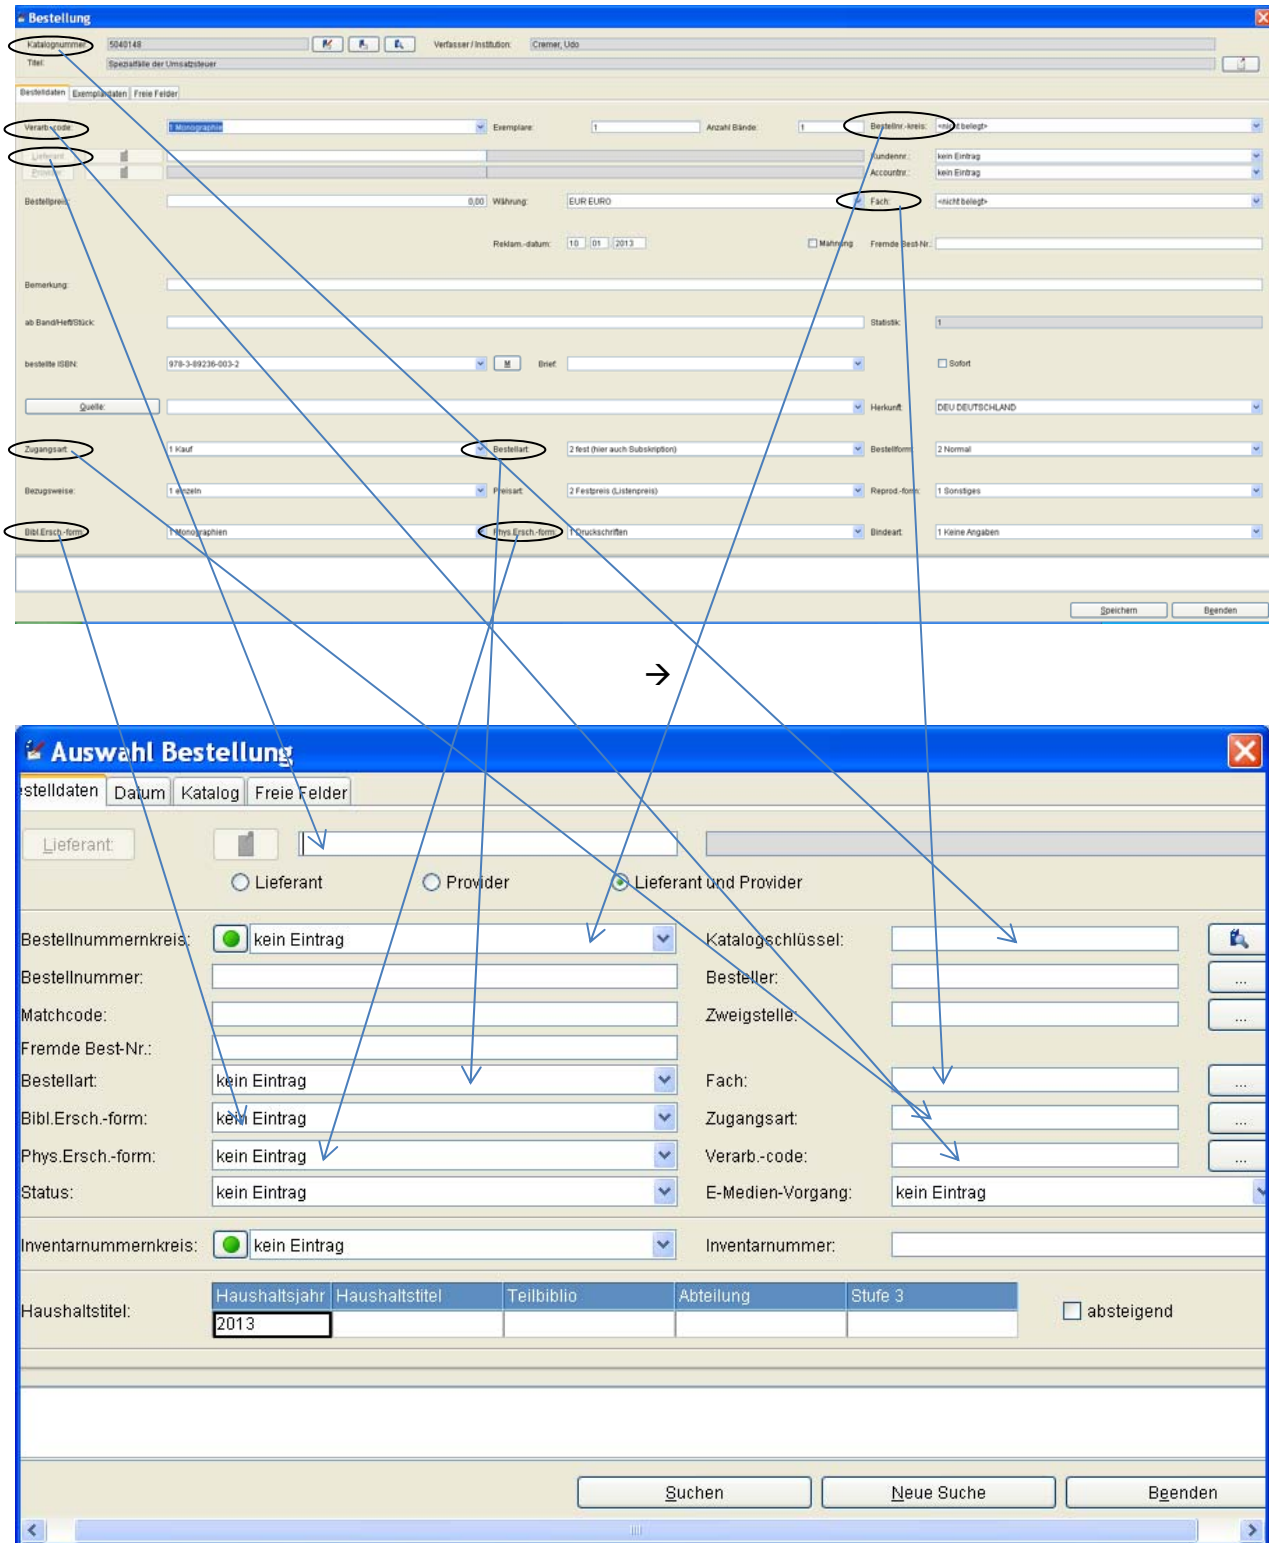 Bestellung
Katalognummer 5040148 Verfasser / Institution: Cremer, Udo
Titel: Spezialfälle der Umsatzsteuer
Bestelldaten Exemplardaten Freie Felder
Verarb.-code: 1 Monographie Exemplare: 1 Anzahl Bände: 1 Bestellnr.-kreis: <nicht belegt>
Lieferant Kundennr.: kein Eintrag
Provider Accountnr.: kein Eintrag
Bestellpreis: 0,00 Währung: EUR EURO Fach: <nicht belegt>
Reklam.-datum: 10 01 2013 Mahnung Fremde Best-Nr.:
Bemerkung:
ab Band/Heft/Stück: Statistik: 1
bestellte ISBN: 978-3-89236-003-2 M Brief: Sofort
Quelle: Herkunft: DEU DEUTSCHLAND
Zugangsart: 1 Kauf Bestellart: 2 fest (hier auch Subskription) Bestellform: 2 Normal
Bezugsweise: 1 einzeln Preisart: 2 Festpreis (Listenpreis) Reprod.-form: 1 Sonstiges
Bibl.Ersch.-form: 1 Monographien Phys.Ersch.-form: 1 Druckschriften Bindeart: 1 Keine Angaben
Speichern Beenden
→
Auswahl Bestellung
stelldaten Datum Katalog Freie Felder
Lieferant:
Lieferant Provider Lieferant und Provider
Bestellnummernkreis: kein Eintrag Katalogschlüssel:
Bestellnummer: Besteller: ...
Matchcode: Zweigstelle: ...
Fremde Best-Nr.:
Bestellart: kein Eintrag Fach: ...
Bibl.Ersch.-form: kein Eintrag Zugangsart: ...
Phys.Ersch.-form: kein Eintrag Verarb.-code: ...
Status: kein Eintrag E-Medien-Vorgang: kein Eintrag
Inventarnummernkreis: kein Eintrag Inventarnummer:
Haushaltsjahr Haushaltstitel Teilbiblio Abteilung Stufe 3
Haushaltstitel: absteigend
2013
Suchen Neue Suche Beenden